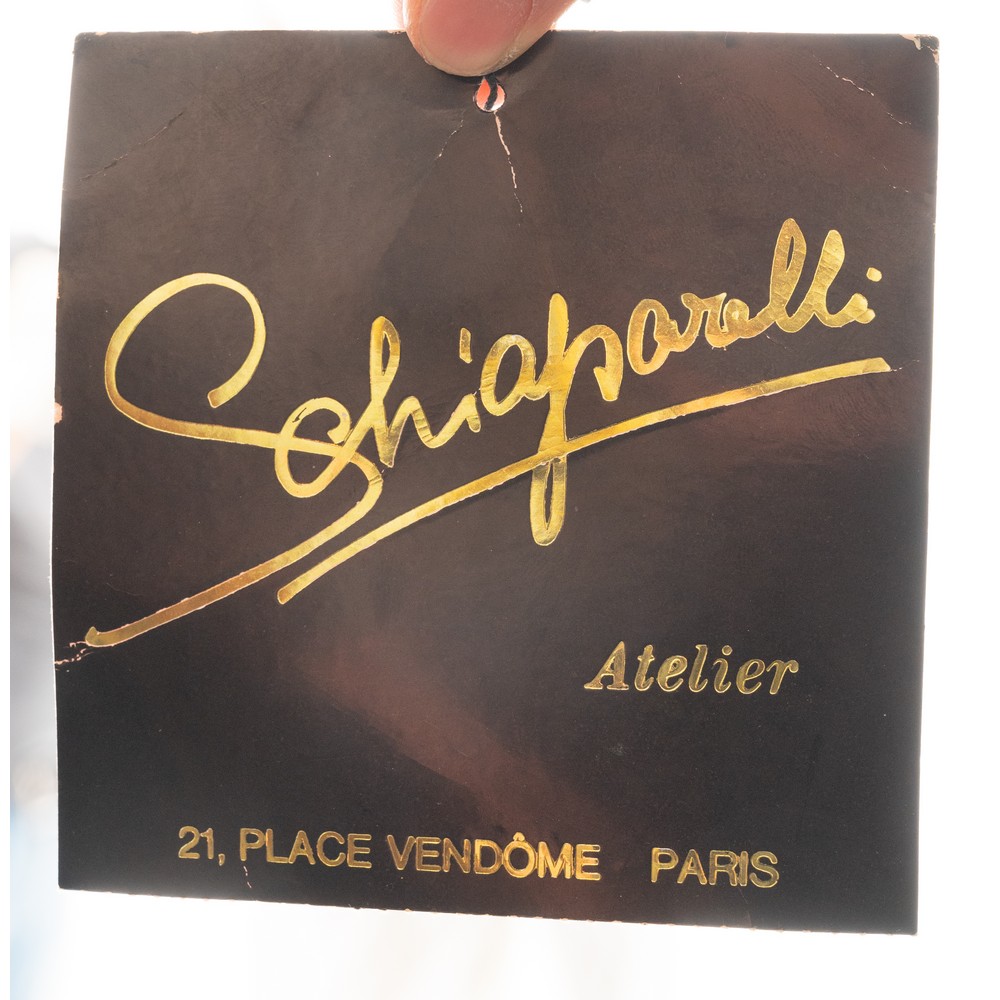 Schiaparelli
Atelier
21, PLACE VENDÔME PARIS